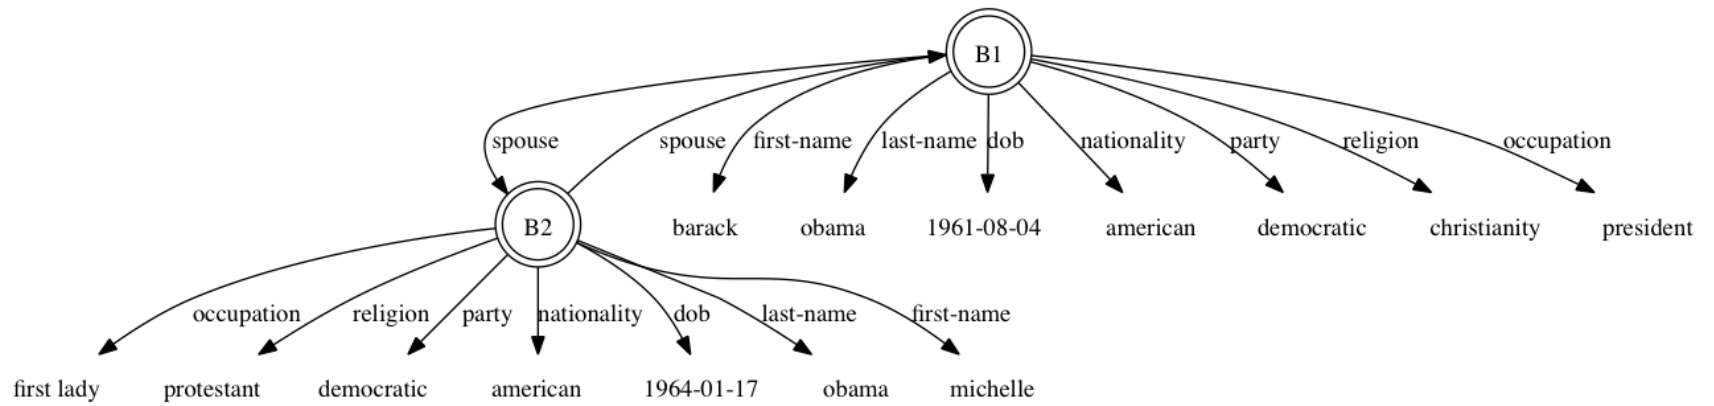 B1
spouse spouse first-name last-name dob nationality party religion occupation
B2 barack obama 1961-08-04 american democratic christianity president
occupation religion party nationality dob last-name first-name
first lady protestant democratic american 1964-01-17 obama michelle